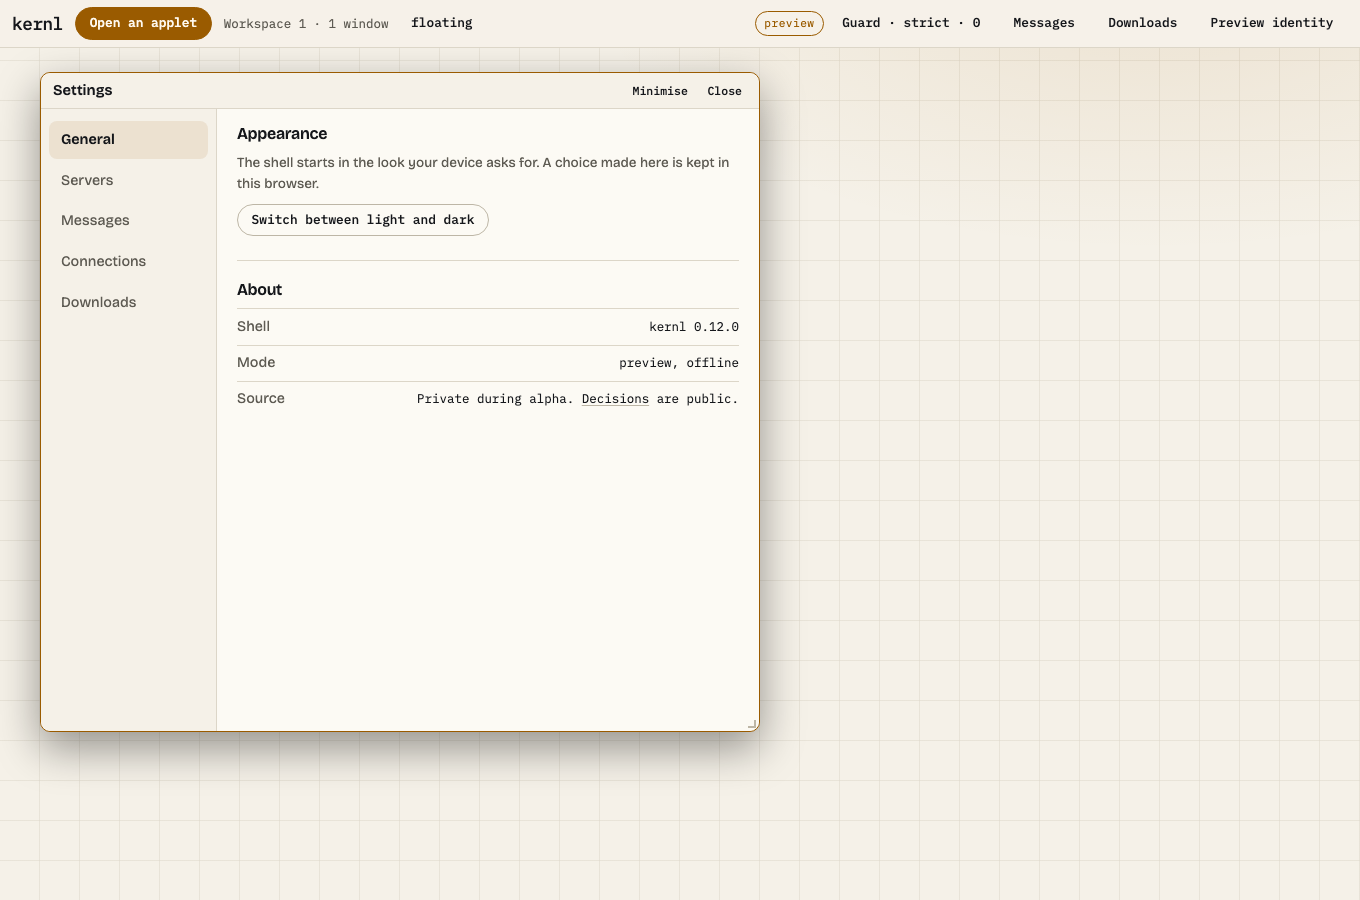 kernl
Open an applet
Workspace 1 · 1 window
floating
preview
Guard · strict · 0
Messages
Downloads
Preview identity
Settings
Minimise
Close
General
Servers
Messages
Connections
Downloads
Appearance
The shell starts in the look your device asks for. A choice made here is kept in
this browser.
Switch between light and dark
About
Shell
kernl 0.12.0
Mode
preview, offline
Source
Private during alpha. Decisions are public.